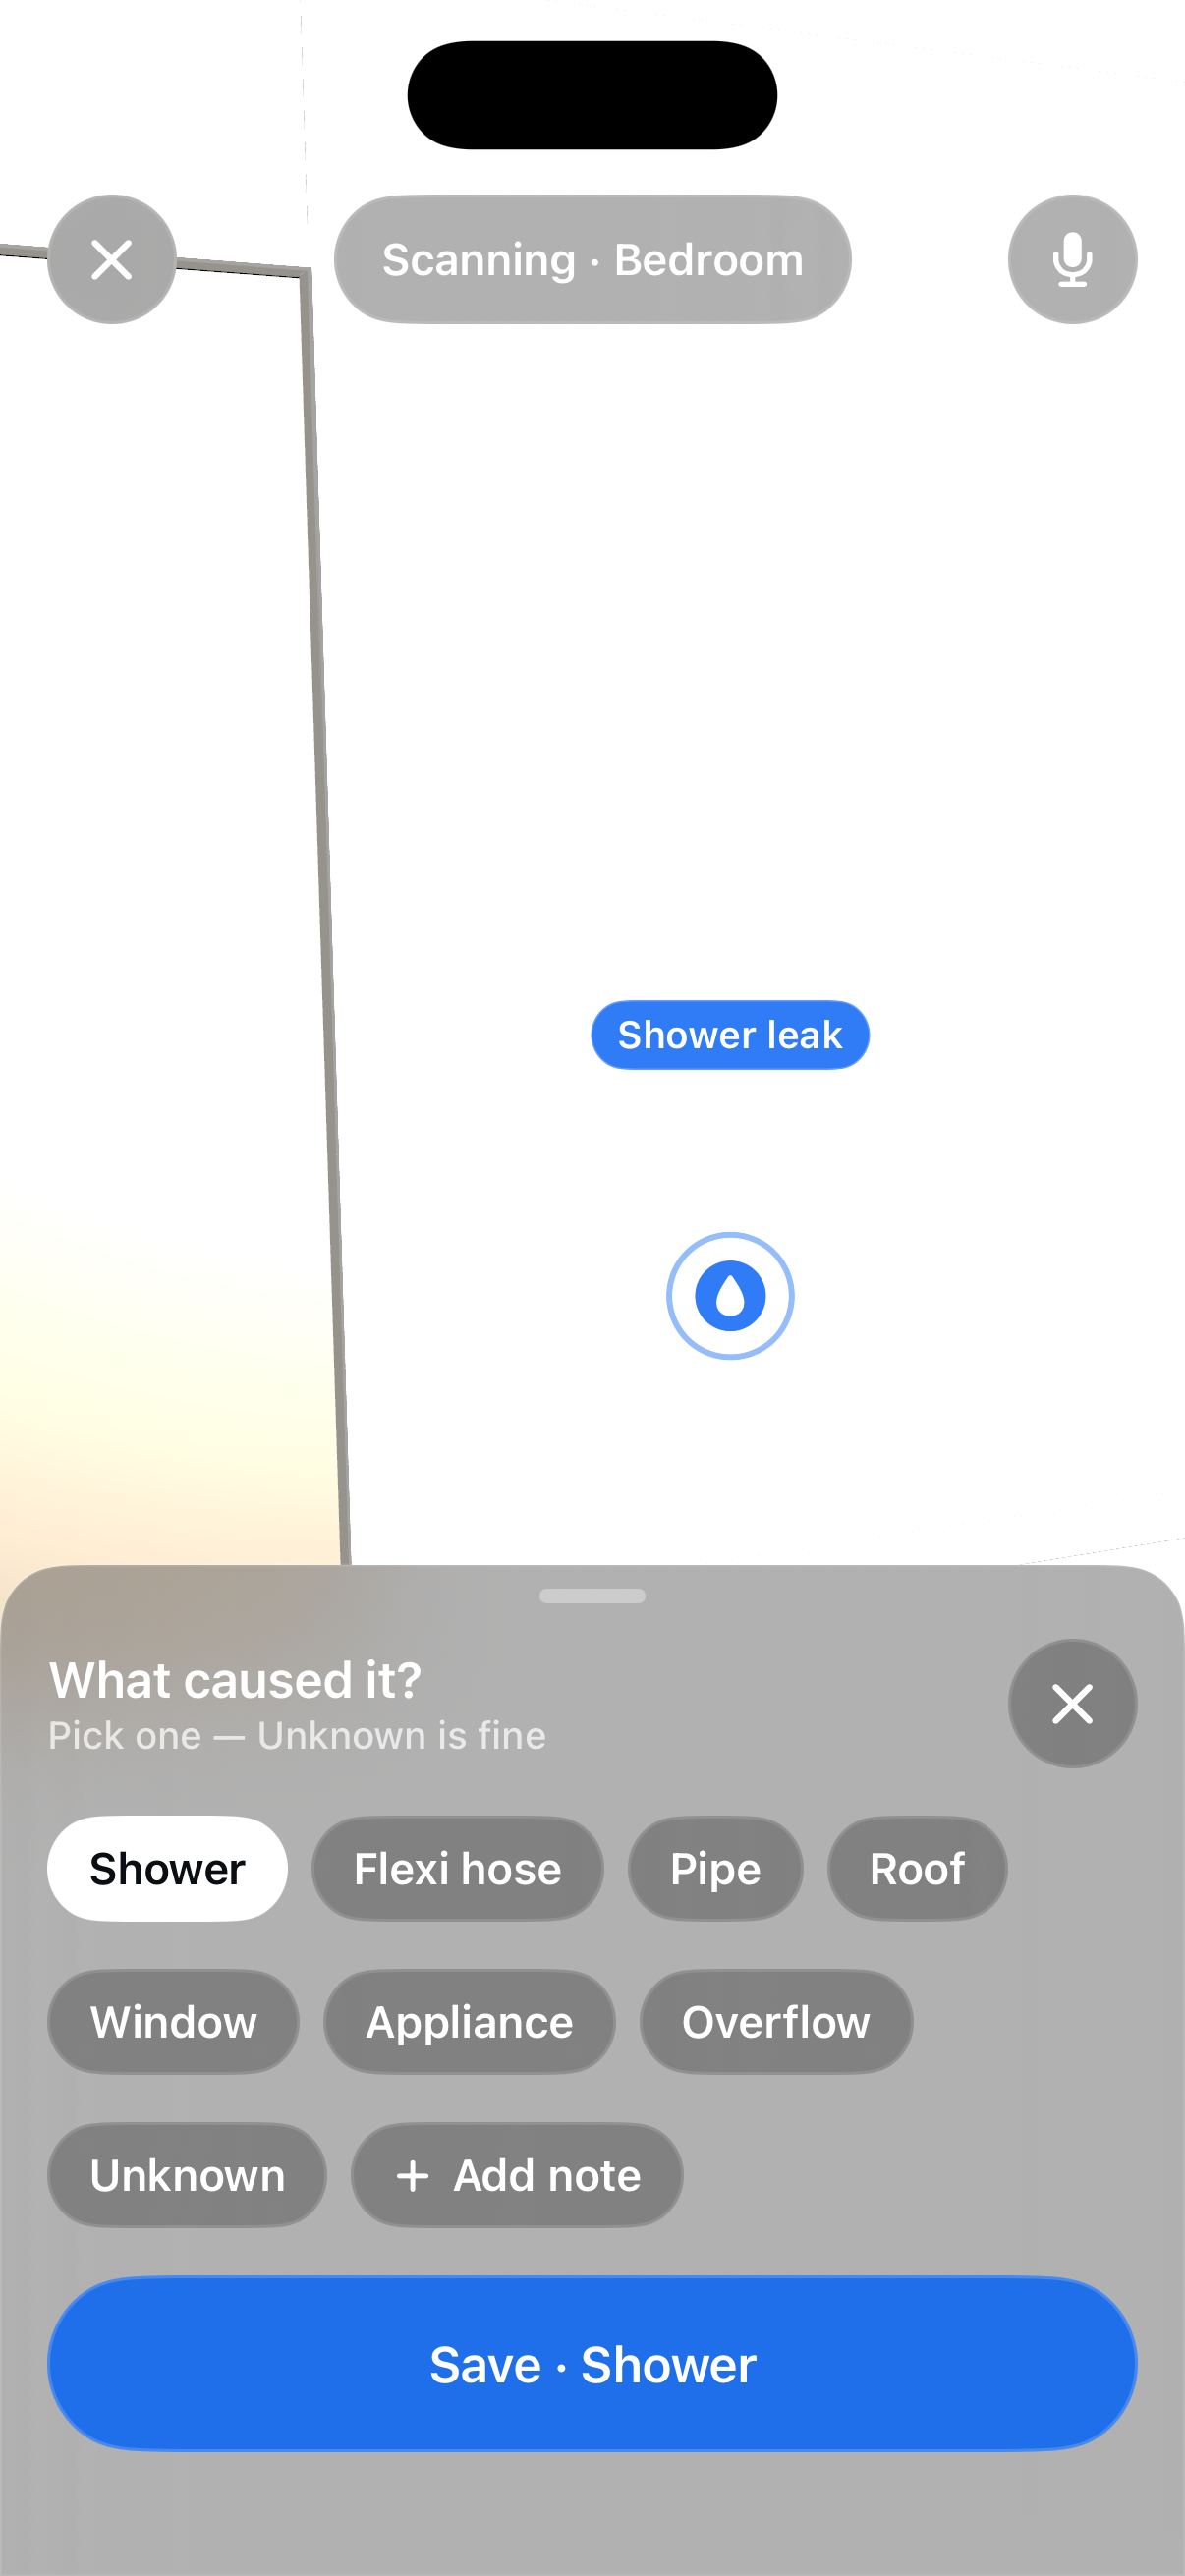 Scanning · Bedroom
Shower leak
What caused it?
Pick one — Unknown is fine
Shower
Flexi hose
Pipe
Roof
Window
Appliance
Overflow
Unknown
+ Add note
Save · Shower